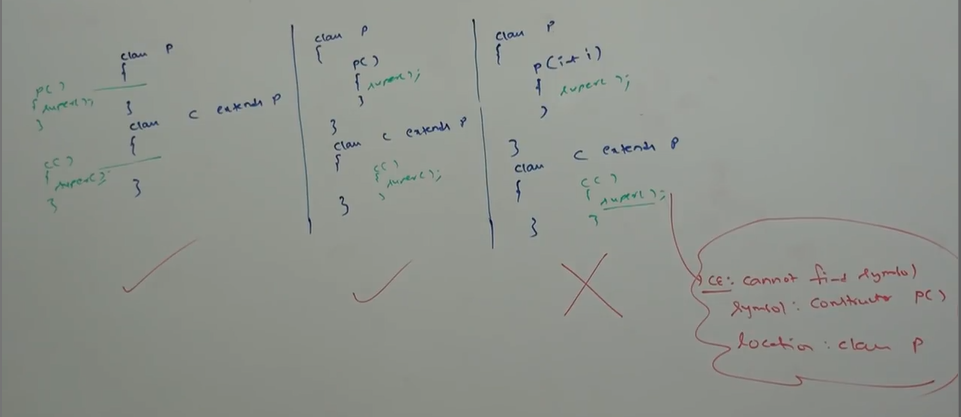 class P
{
P()
{ super();
}
}
class C extends P
{
C()
{ super();
}
}
class P
{
P()
{ super();
}
}
class C extends P
{
C()
{ super();
}
}
class P
{
P(int i)
{ super();
}
}
class C extends P
{
C()
{ super();
}
}
CE: cannot find symbol
symbol: constructor P()
location: class P